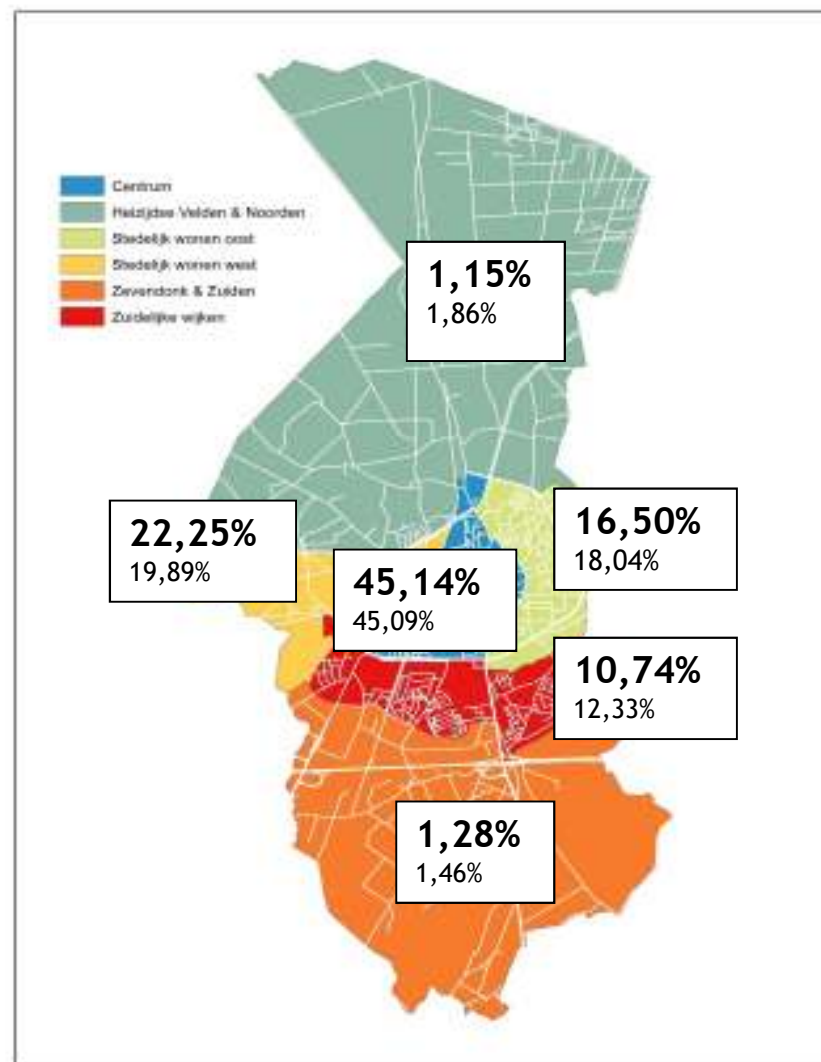 Centrum
Heizijdse Velden & Noorden
Stedelijk wonen oost
Stedelijk wonen west
Zevendonk & Zuiden
Zuidelijke wijken
1,15%
1,86%
22,25%
19,89%
16,50%
18,04%
45,14%
45,09%
10,74%
12,33%
1,28%
1,46%